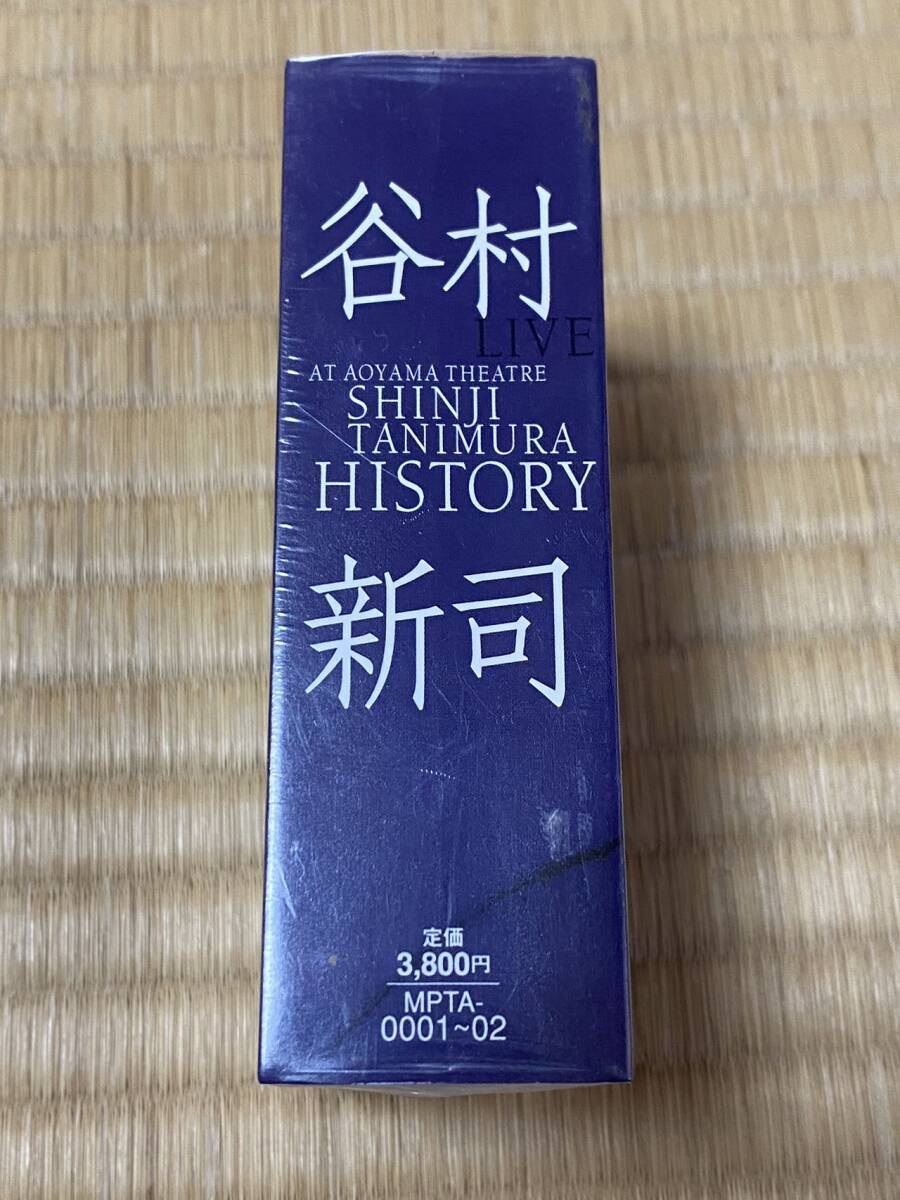 谷村
LIVE
AT AOYAMA THEATRE
SHINJI
TANIMURA
HISTORY
新司
定価
3,800円
MPTA-
0001~02